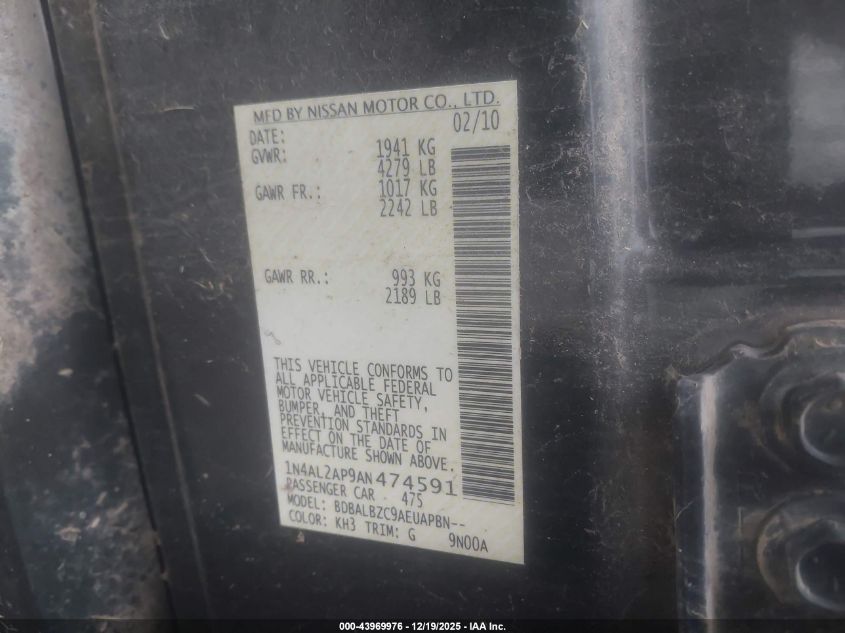 MFD BY NISSAN MOTOR CO., LTD.
DATE: 02/10
GVWR: 1941 KG
4279 LB
GAWR FR.: 1017 KG
2242 LB
GAWR RR.: 993 KG
2189 LB
THIS VEHICLE CONFORMS TO
ALL APPLICABLE FEDERAL
MOTOR VEHICLE SAFETY,
BUMPER, AND THEFT
PREVENTION STANDARDS IN
EFFECT ON THE DATE OF
MANUFACTURE SHOWN ABOVE.
1N4AL2AP9AN474591
PASSENGER CAR 475
MODEL: BDBALBZC9AEUAPBN--
COLOR: KH3 TRIM: G 9N00A
000-43969976 - 12/19/2025 - IAA Inc.